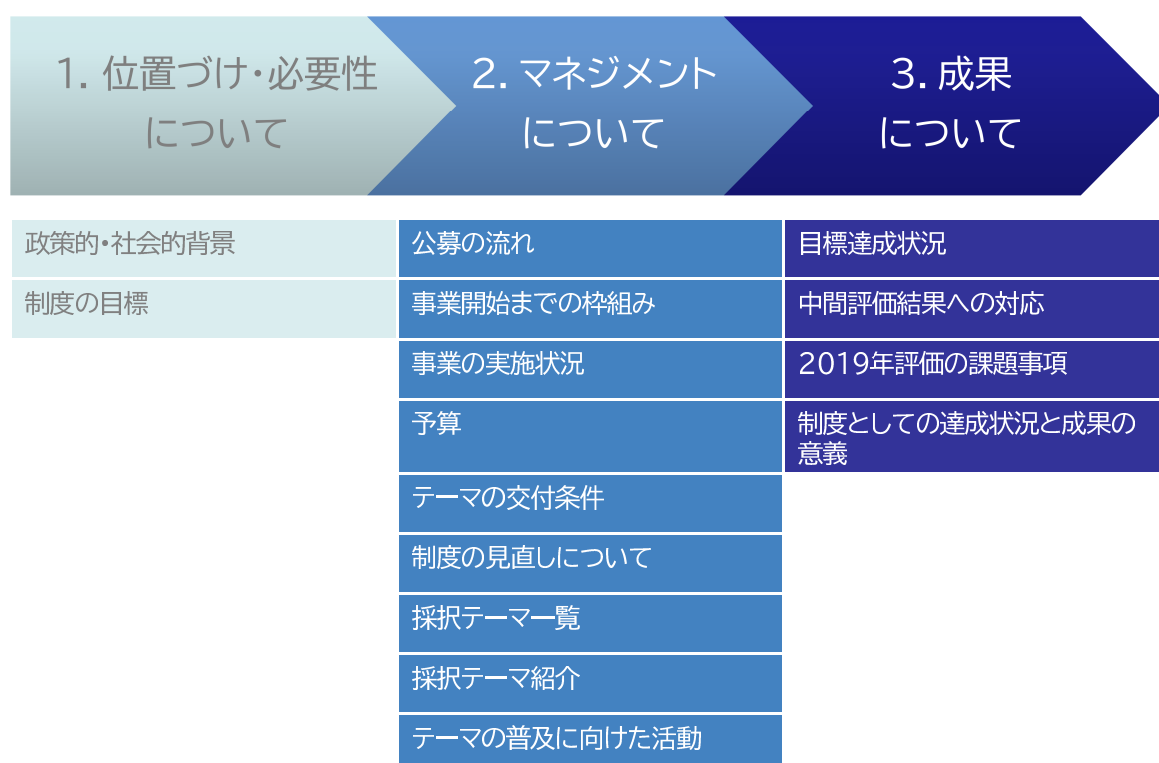 1. 位置づけ・必要性
について
2. マネジメント
について
3. 成果
について
政策的・社会的背景
制度の目標
公募の流れ
事業開始までの枠組み
事業の実施状況
予算
テーマの交付条件
制度の見直しについて
採択テーマ一覧
採択テーマ紹介
テーマの普及に向けた活動
目標達成状況
中間評価結果への対応
2019年評価の課題事項
制度としての達成状況と成果の
意義